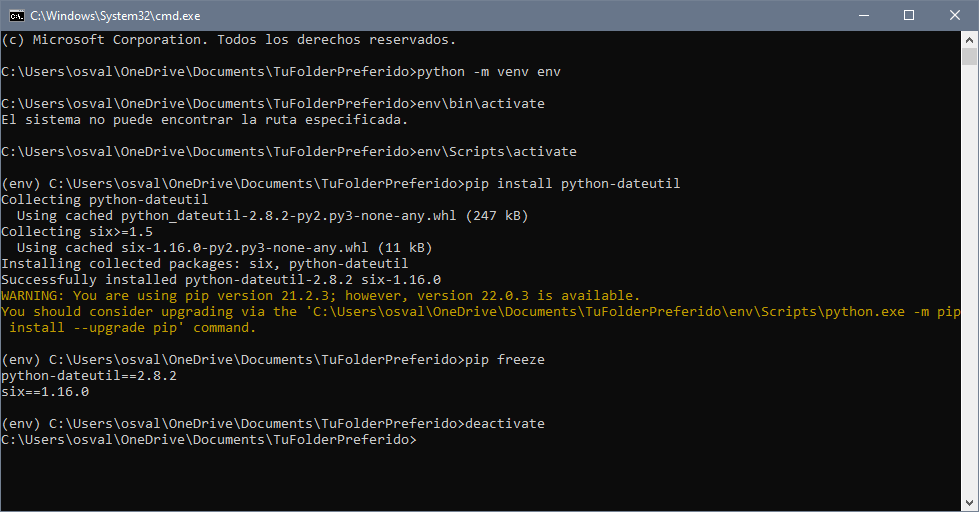 C:\Windows\System32\cmd.exe
(c) Microsoft Corporation. Todos los derechos reservados.
C:\Users\osval\OneDrive\Documents\TuFolderPreferido>python -m venv env
C:\Users\osval\OneDrive\Documents\TuFolderPreferido>env\bin\activate
El sistema no puede encontrar la ruta especificada.
C:\Users\osval\OneDrive\Documents\TuFolderPreferido>env\Scripts\activate
(env) C:\Users\osval\OneDrive\Documents\TuFolderPreferido>pip install python-dateutil
Collecting python-dateutil
  Using cached python_dateutil-2.8.2-py2.py3-none-any.whl (247 kB)
Collecting six>=1.5
  Using cached six-1.16.0-py2.py3-none-any.whl (11 kB)
Installing collected packages: six, python-dateutil
Successfully installed python-dateutil-2.8.2 six-1.16.0
WARNING: You are using pip version 21.2.3; however, version 22.0.3 is available.
You should consider upgrading via the 'C:\Users\osval\OneDrive\Documents\TuFolderPreferido\env\Scripts\python.exe -m pip
 install --upgrade pip' command.
(env) C:\Users\osval\OneDrive\Documents\TuFolderPreferido>pip freeze
python-dateutil==2.8.2
six==1.16.0
(env) C:\Users\osval\OneDrive\Documents\TuFolderPreferido>deactivate
C:\Users\osval\OneDrive\Documents\TuFolderPreferido>